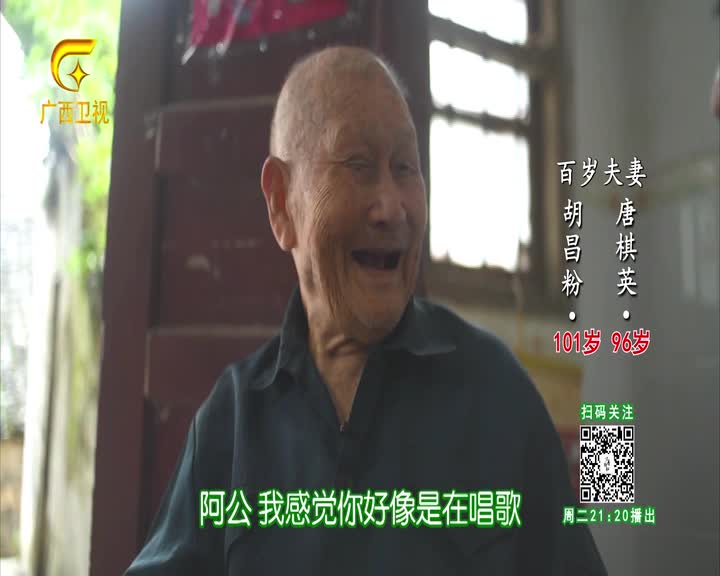 广西卫视
百岁夫妻
胡昌粉·101岁
唐棋英·96岁
扫码关注
周二21:20播出
阿公 我感觉你好像是在唱歌